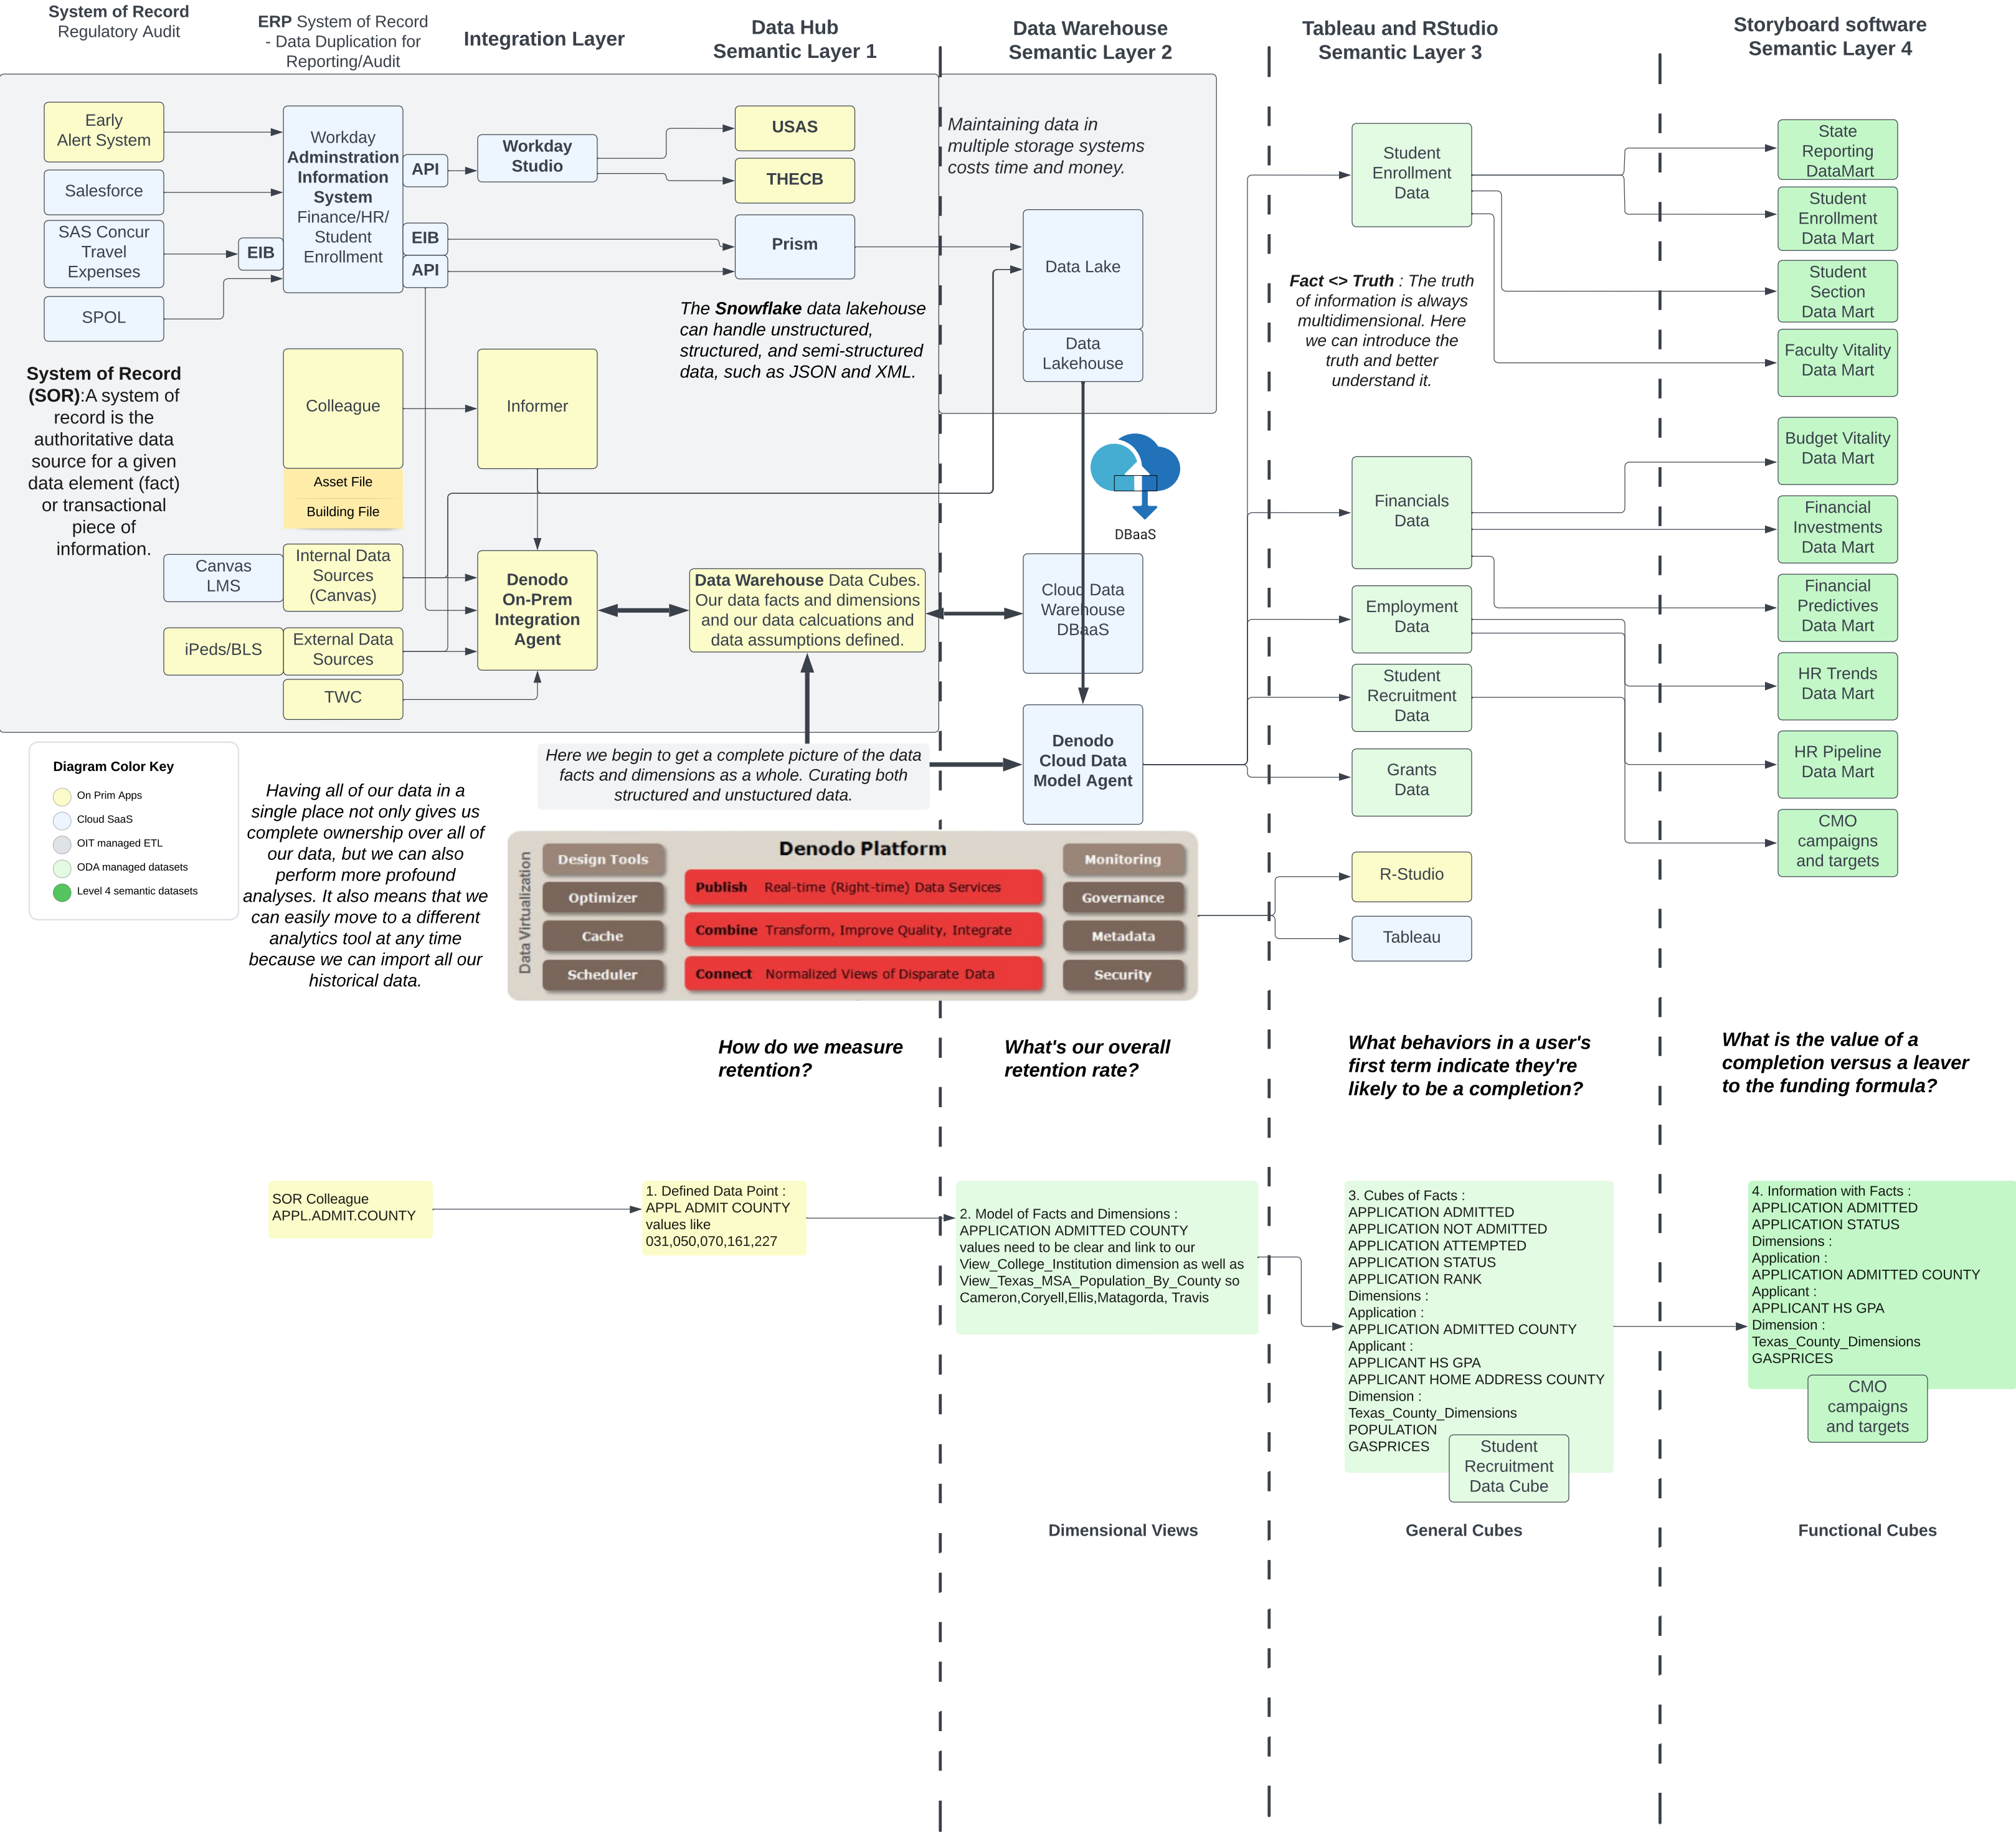 System of Record
Regulatory Audit
ERP System of Record
- Data Duplication for
Reporting/Audit
Integration Layer
Data Hub
Semantic Layer 1
Data Warehouse
Semantic Layer 2
Tableau and RStudio
Semantic Layer 3
Storyboard software
Semantic Layer 4
Early
Alert System
Salesforce
SAS Concur
Travel
Expenses
SPOL
EIB
Workday
Adminstration
Information
System
Finance/HR/
Student
Enrollment
API
EIB
API
Workday
Studio
USAS
THECB
Prism
Maintaining data in
multiple storage systems
costs time and money.
Data Lake
Data
Lakehouse
The Snowflake data lakehouse
can handle unstructured,
structured, and semi-structured
data, such as JSON and XML.
System of Record
(SOR):A system of
record is the
authoritative data
source for a given
data element (fact)
or transactional
piece of
information.
Colleague
Asset File
Building File
Informer
Canvas
LMS
Internal Data
Sources
(Canvas)
iPeds/BLS
External Data
Sources
TWC
Denodo
On-Prem
Integration
Agent
Data Warehouse Data Cubes.
Our data facts and dimensions
and our data calcuations and
data assumptions defined.
DBaaS
Cloud Data
Warehouse
DBaaS
Denodo
Cloud Data
Model Agent
Here we begin to get a complete picture of the data
facts and dimensions as a whole. Curating both
structured and unstuctured data.
Student
Enrollment
Data
Fact <> Truth : The truth
of information is always
multidimensional. Here
we can introduce the
truth and better
understand it.
Financials
Data
Employment
Data
Student
Recruitment
Data
Grants
Data
R-Studio
Tableau
State
Reporting
DataMart
Student
Enrollment
Data Mart
Student
Section
Data Mart
Faculty Vitality
Data Mart
Budget Vitality
Data Mart
Financial
Investments
Data Mart
Financial
Predictives
Data Mart
HR Trends
Data Mart
HR Pipeline
Data Mart
CMO
campaigns
and targets
Diagram Color Key
On Prim Apps
Cloud SaaS
OIT managed ETL
ODA managed datasets
Level 4 semantic datasets
Having all of our data in a
single place not only gives us
complete ownership over all of
our data, but we can also
perform more profound
analyses. It also means that we
can easily move to a different
analytics tool at any time
because we can import all our
historical data.
Data Virtualization
Denodo Platform
Design Tools
Optimizer
Cache
Scheduler
Publish Real-time (Right-time) Data Services
Combine Transform, Improve Quality, Integrate
Connect Normalized Views of Disparate Data
Monitoring
Governance
Metadata
Security
How do we measure
retention?
What's our overall
retention rate?
What behaviors in a user's
first term indicate they're
likely to be a completion?
What is the value of a
completion versus a leaver
to the funding formula?
SOR Colleague
APPL.ADMIT.COUNTY
1. Defined Data Point :
APPL ADMIT COUNTY
values like
031,050,070,161,227
2. Model of Facts and Dimensions :
APPLICATION ADMITTED COUNTY
values need to be clear and link to our
View_College_Institution dimension as well as
View_Texas_MSA_Population_By_County so
Cameron,Coryell,Ellis,Matagorda, Travis
3. Cubes of Facts :
APPLICATION ADMITTED
APPLICATION NOT ADMITTED
APPLICATION ATTEMPTED
APPLICATION STATUS
APPLICATION RANK
Dimensions :
Application :
APPLICATION ADMITTED COUNTY
Applicant :
APPLICANT HS GPA
APPLICANT HOME ADDRESS COUNTY
Dimension :
Texas_County_Dimensions
POPULATION
GASPRICES
Student
Recruitment
Data Cube
4. Information with Facts :
APPLICATION ADMITTED
APPLICATION STATUS
Dimensions :
Application :
APPLICATION ADMITTED COUNTY
Applicant :
APPLICANT HS GPA
Dimension :
Texas_County_Dimensions
GASPRICES
CMO
campaigns
and targets
Dimensional Views
General Cubes
Functional Cubes